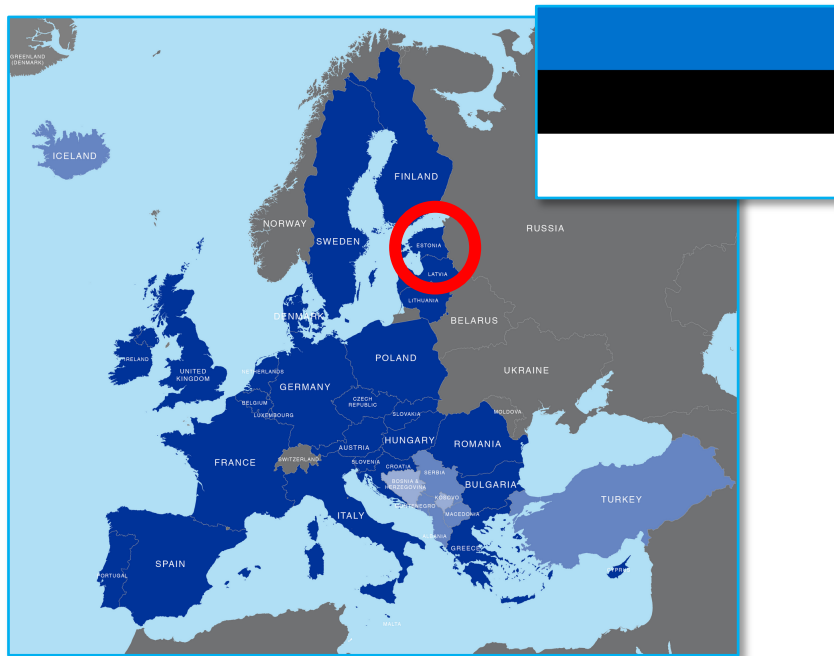 GREENLAND
(DENMARK)
ICELAND
FINLAND
NORWAY
SWEDEN
RUSSIA
ESTONIA
LATVIA
LITHUANIA
DENMARK
BELARUS
IRELAND
UNITED
KINGDOM
NETHERLANDS
POLAND
GERMANY
BELGIUM
LUXEMBOURG
CZECH
REPUBLIC
UKRAINE
SLOVAKIA
MOLDOVA
FRANCE
SWITZERLAND
AUSTRIA
HUNGARY
ROMANIA
SLOVENIA
CROATIA
SERBIA
BOSNIA &
HERZEGOVINA
BULGARIA
KOSOVO
MONTENEGRO
MACEDONIA
ITALY
TURKEY
ALBANIA
GREECE
SPAIN
PORTUGAL
CYPRUS
MALTA